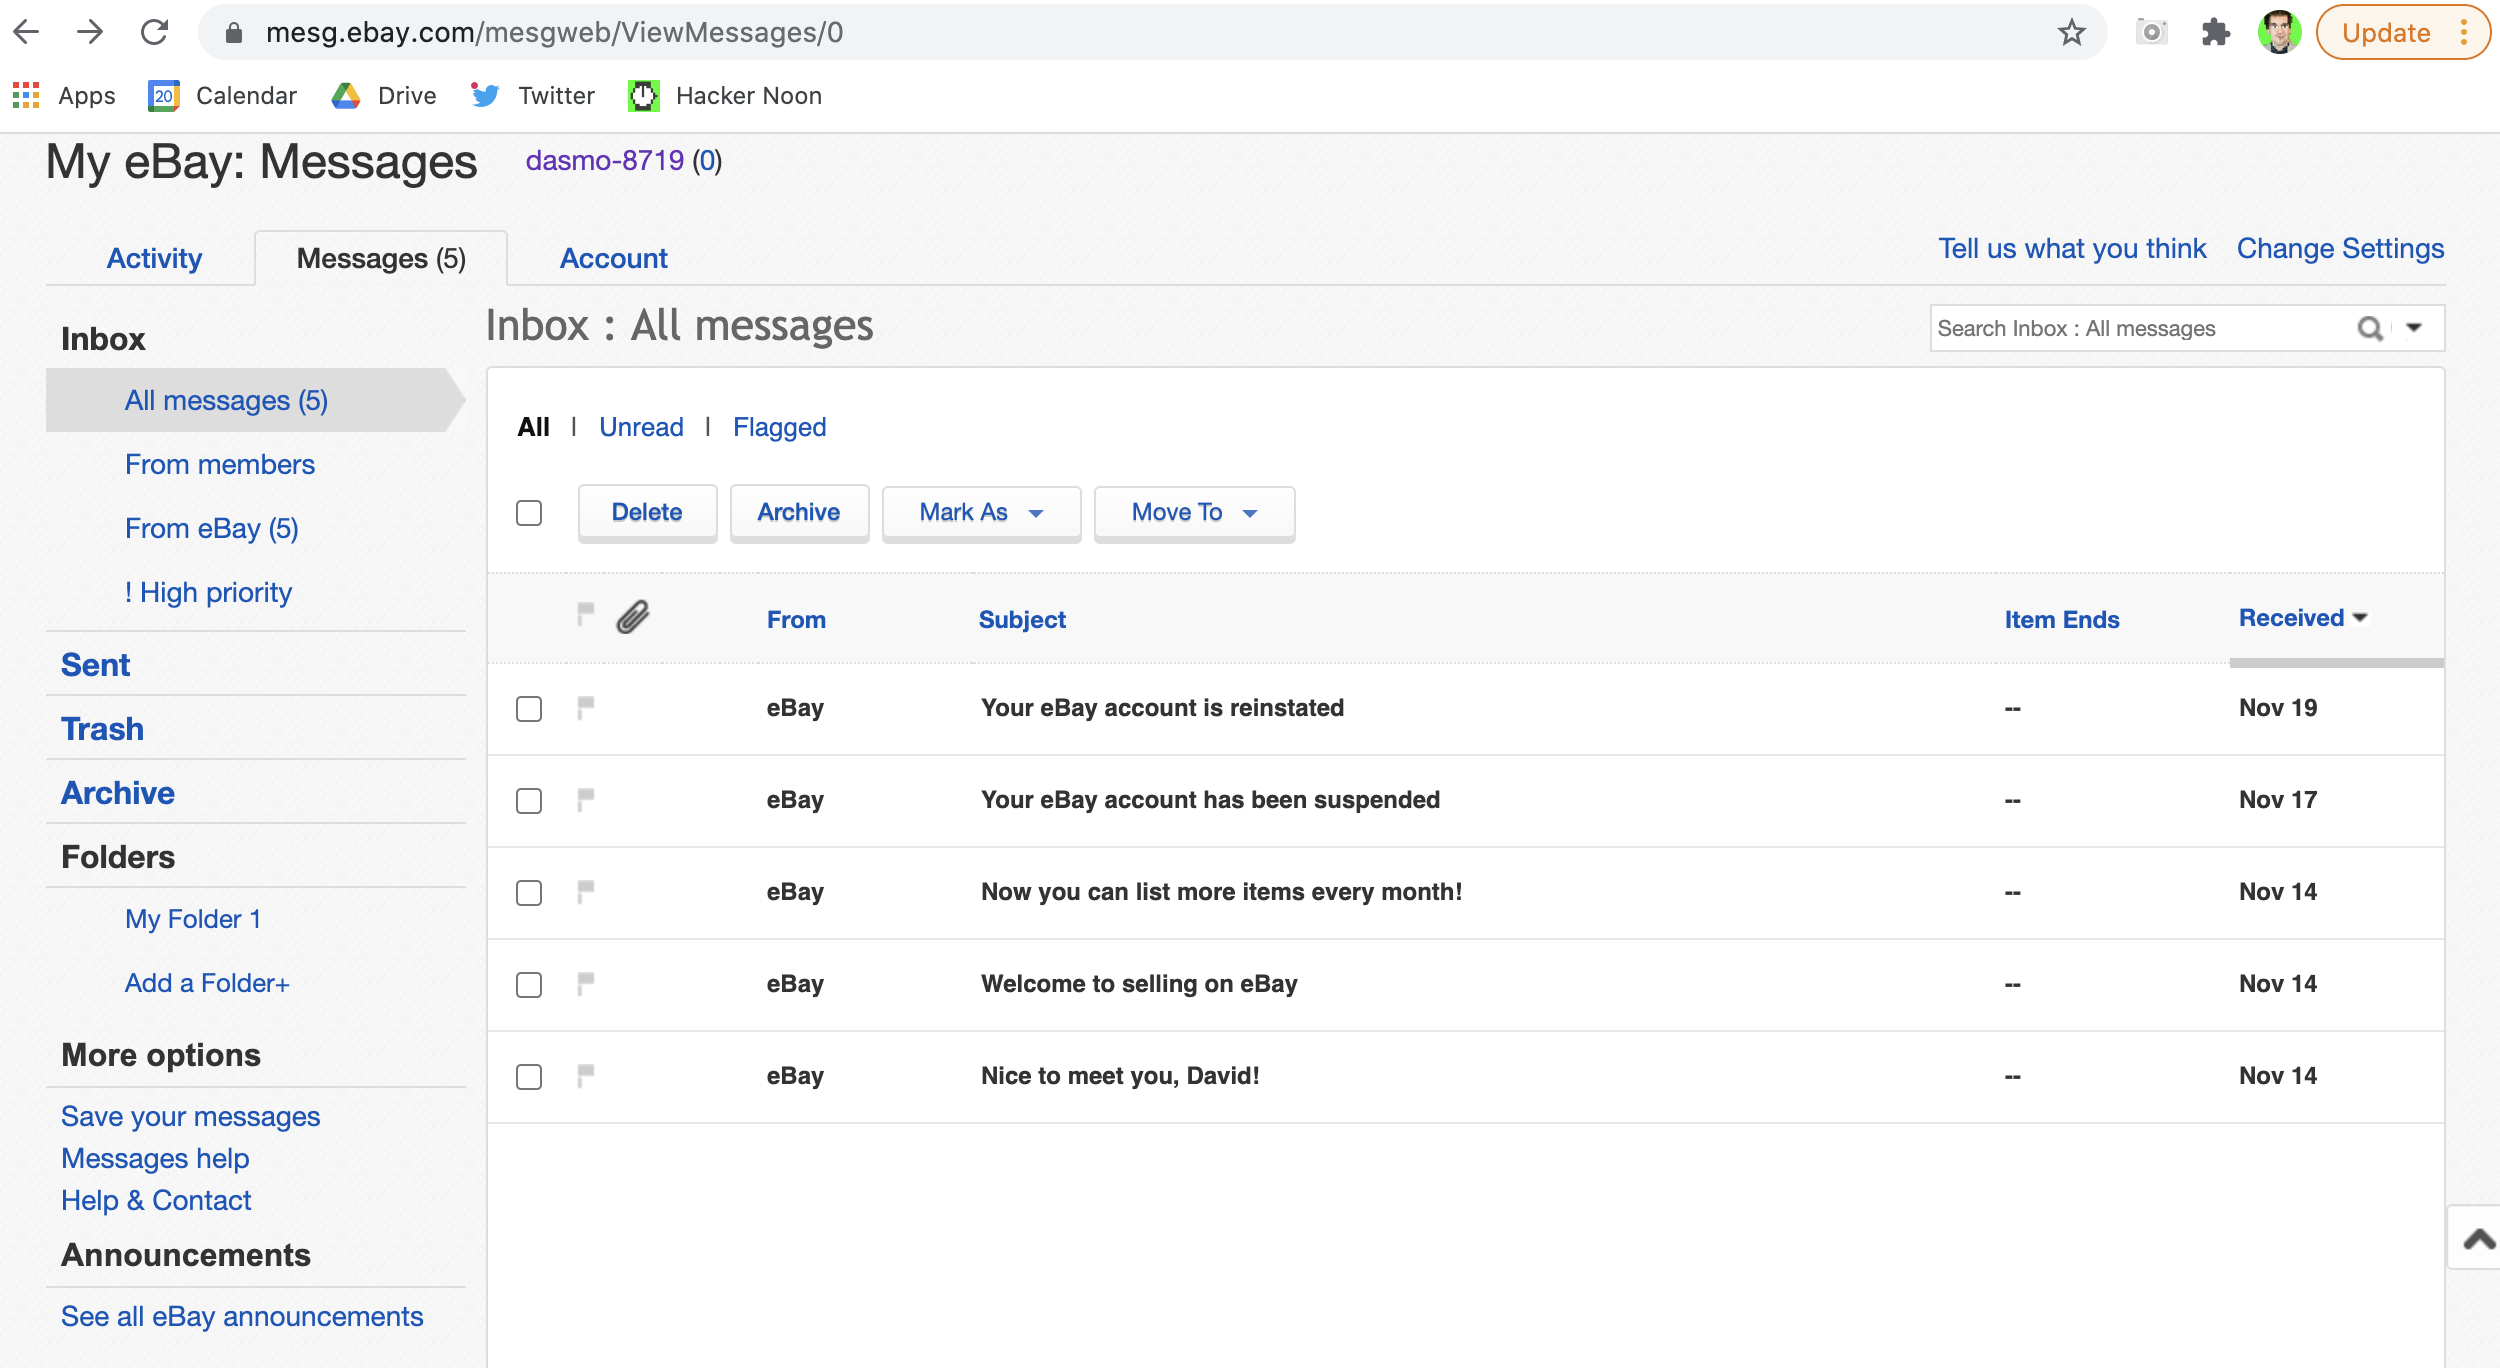 mesg.ebay.com/mesgweb/ViewMessages/0
Update
Apps
20
Calendar
Drive
Twitter
Hacker Noon
My eBay: Messages dasmo-8719 (0)
Activity Messages (5) Account
Tell us what you think Change Settings
Inbox
All messages (5)
From members
From eBay (5)
! High priority
Sent
Trash
Archive
Folders
My Folder 1
Add a Folder+
More options
Save your messages
Messages help
Help & Contact
Announcements
See all eBay announcements
Inbox : All messages
Search Inbox : All messages
All | Unread | Flagged
Delete Archive Mark As Move To
From Subject Item Ends Received
eBay Your eBay account is reinstated -- Nov 19
eBay Your eBay account has been suspended -- Nov 17
eBay Now you can list more items every month! -- Nov 14
eBay Welcome to selling on eBay -- Nov 14
eBay Nice to meet you, David! -- Nov 14